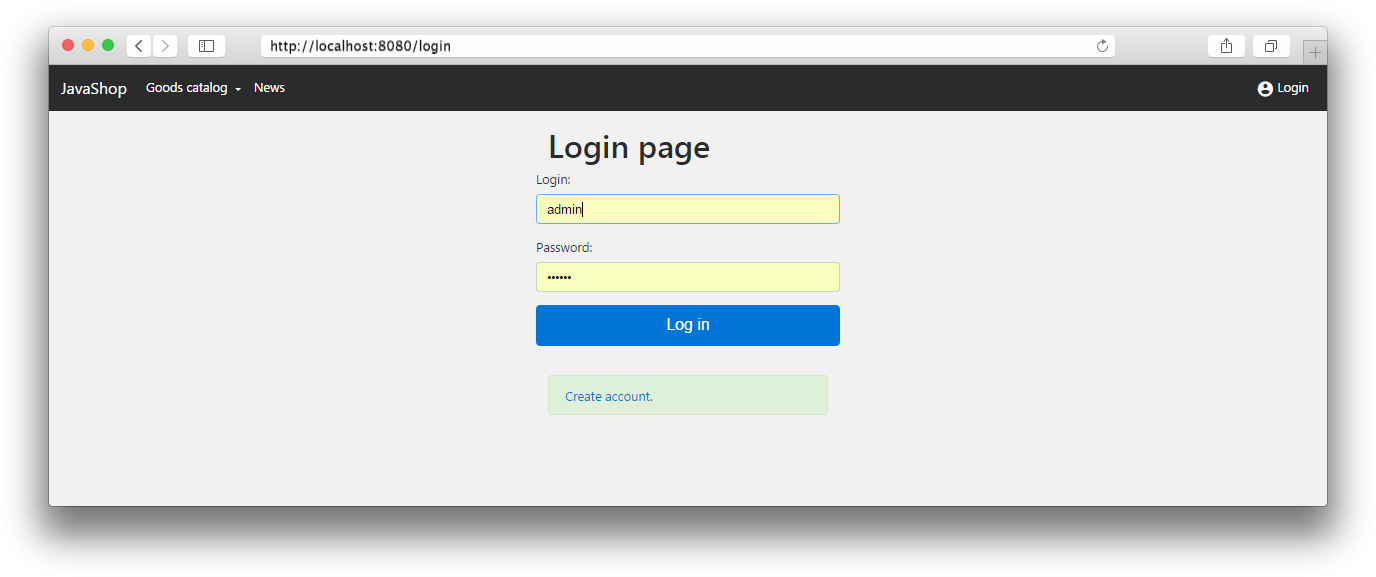 http://localhost:8080/login
JavaShop Goods catalog News Login
Login page
Login:
admin
Password:
••••••
Log in
Create account.